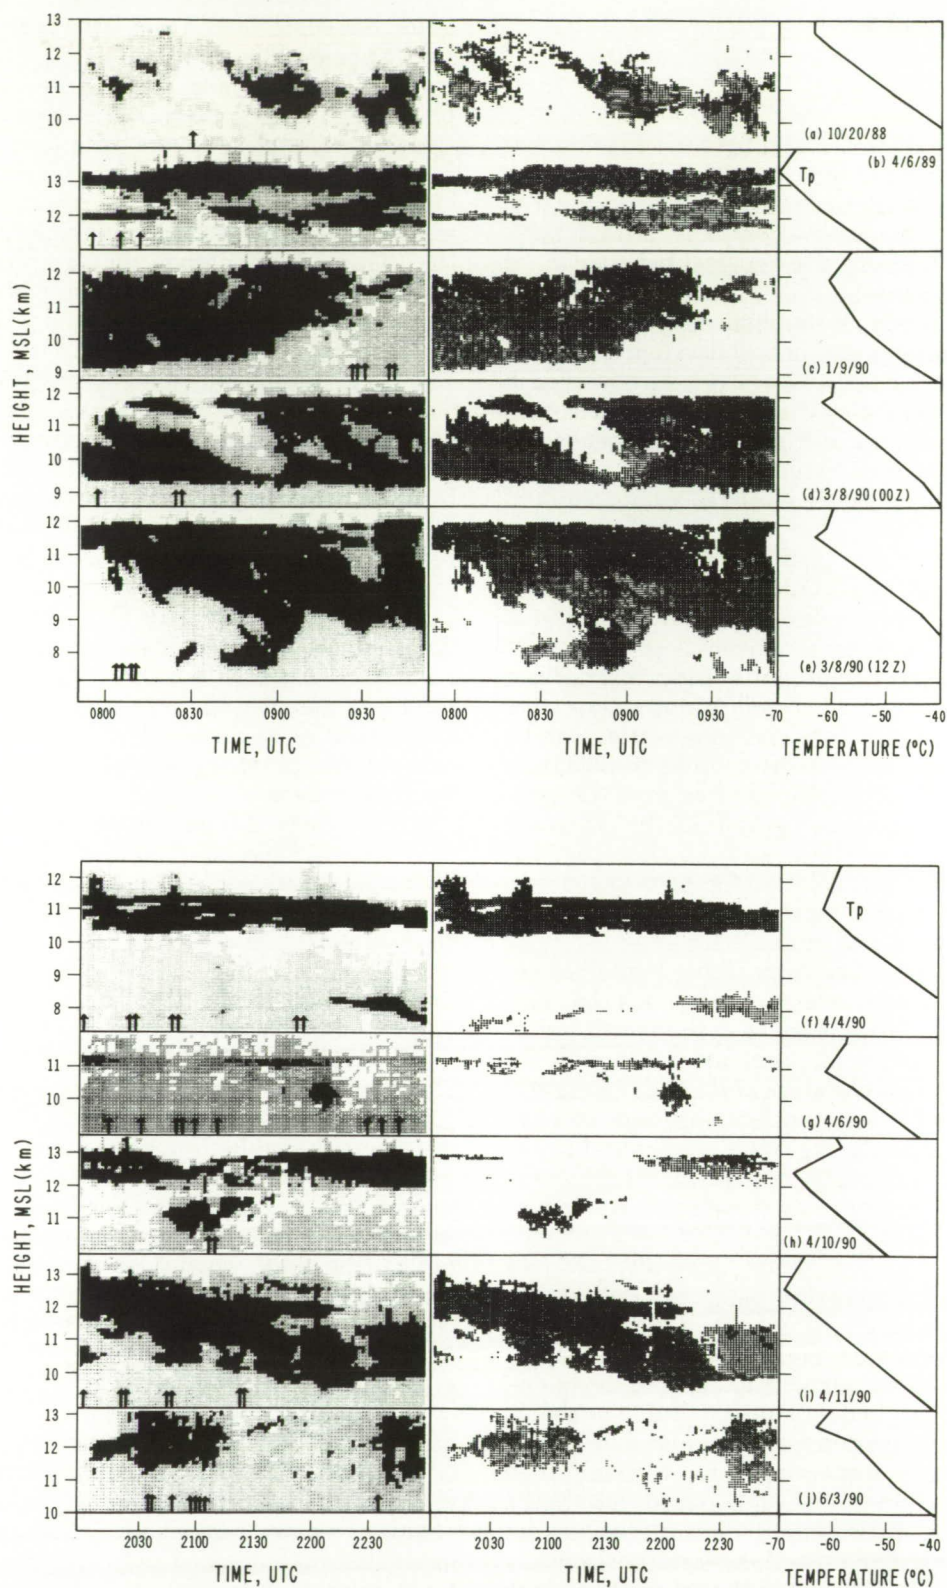 HEIGHT, MSL(km)
13
12
11
10
(a) 10/20/88
13
12
Tp
(b) 4/6/89
12
11
10
9
(c) 1/9/90
12
11
10
9
(d) 3/8/90 (00Z)
12
11
10
9
8
(e) 3/8/90 (12Z)
0800 0830 0900 0930
0800 0830 0900 0930 -70
-60 -50 -40
TIME, UTC
TIME, UTC
TEMPERATURE (°C)
HEIGHT, MSL(km)
12
11
10
9
8
Tp
(f) 4/4/90
11
10
(g) 4/6/90
13
12
11
(h) 4/10/90
13
12
11
10
(i) 4/11/90
13
12
11
10
(j) 6/3/90
2030 2100 2130 2200 2230
2030 2100 2130 2200 2230 -70
-60 -50 -40
TIME, UTC
TIME, UTC
TEMPERATURE (°C)